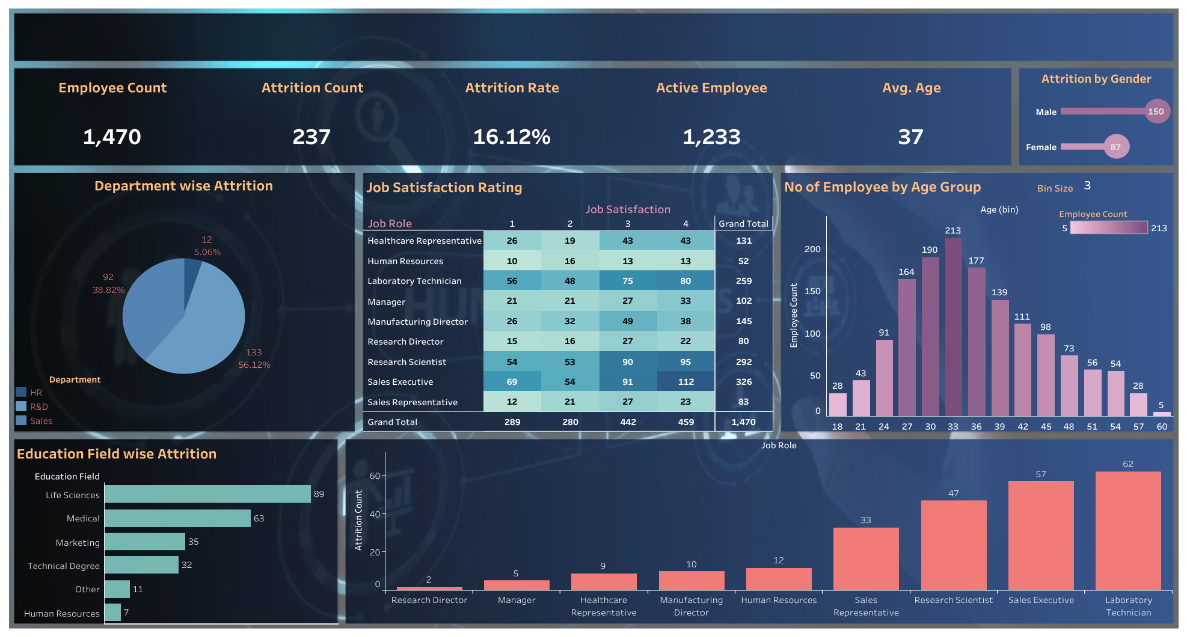 Employee Count
Attrition Count
Attrition Rate
Active Employee
Avg. Age
1,470
237
16.12%
1,233
37
Attrition by Gender
Male 150
Female 87
Department wise Attrition
12
5.06%
92
38.82%
133
56.12%
Department
HR
R&D
Sales
Job Satisfaction Rating
Job Satisfaction
Job Role 1 2 3 4 Grand Total
Healthcare Representative 26 19 43 43 131
Human Resources 10 16 13 13 52
Laboratory Technician 56 48 75 80 259
Manager 21 21 27 33 102
Manufacturing Director 26 32 49 38 145
Research Director 15 16 27 22 80
Research Scientist 54 53 90 95 292
Sales Executive 69 54 91 112 326
Sales Representative 12 21 27 23 83
Grand Total 289 280 442 459 1,470
No of Employee by Age Group
Bin Size 3
Age (bin)
Employee Count
5 213
Employee Count
200
150
100
50
0
28 43 91 164 190 213 177 139 111 98 73 56 54 28 5
18 21 24 27 30 33 36 39 42 45 48 51 54 57 60
Education Field wise Attrition
Education Field
Life Sciences 89
Medical 63
Marketing 35
Technical Degree 32
Other 11
Human Resources 7
Job Role
Attrition Count
60
40
20
0
2 5 9 10 12 33 47 57 62
Research Director
Manager
Healthcare
Representative
Manufacturing
Director
Human Resources
Sales
Representative
Research Scientist
Sales Executive
Laboratory
Technician